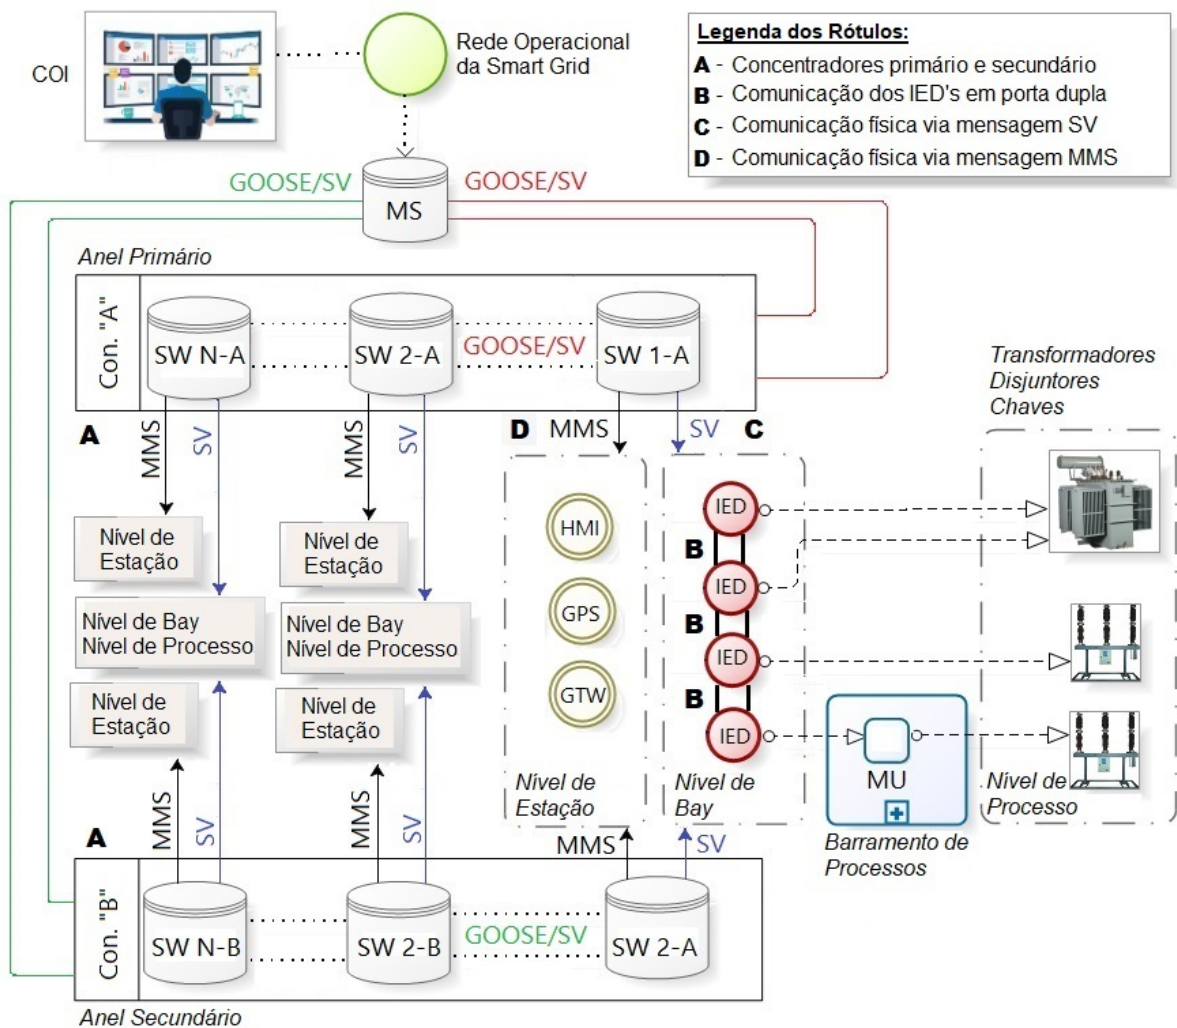 COI
Rede Operacional
da Smart Grid
Legenda dos Rótulos:
A - Concentradores primário e secundário
B - Comunicação dos IED's em porta dupla
C - Comunicação física via mensagem SV
D - Comunicação física via mensagem MMS
GOOSE/SV
GOOSE/SV
MS
Anel Primário
Con. "A"
SW N-A
SW 2-A
GOOSE/SV
SW 1-A
A
MMS
SV
MMS
SV
D
MMS
SV
C
Transformadores
Disjuntores
Chaves
Nível de
Estação
Nível de
Estação
Nível de Bay
Nível de Processo
Nível de Bay
Nível de Processo
Nível de
Estação
Nível de
Estação
HMI
GPS
GTW
Nível de
Estação
IED
B
IED
B
IED
B
IED
Nível de
Bay
MU
Barramento de
Processos
Nível de
Processo
A
MMS
SV
MMS
SV
MMS
SV
Con. "B"
SW N-B
SW 2-B
GOOSE/SV
SW 2-A
Anel Secundário